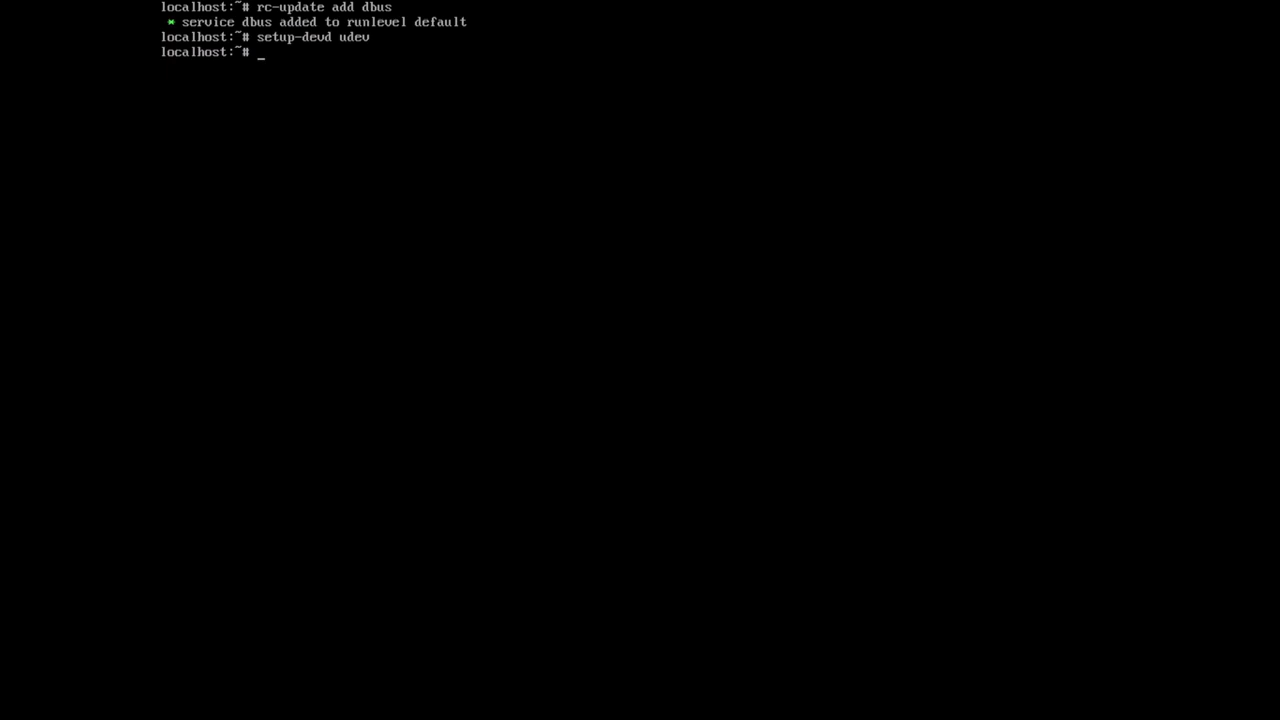 localhost:~# rc-update add dbus
 * service dbus added to runlevel default
localhost:~# setup-devd udev
localhost:~# _